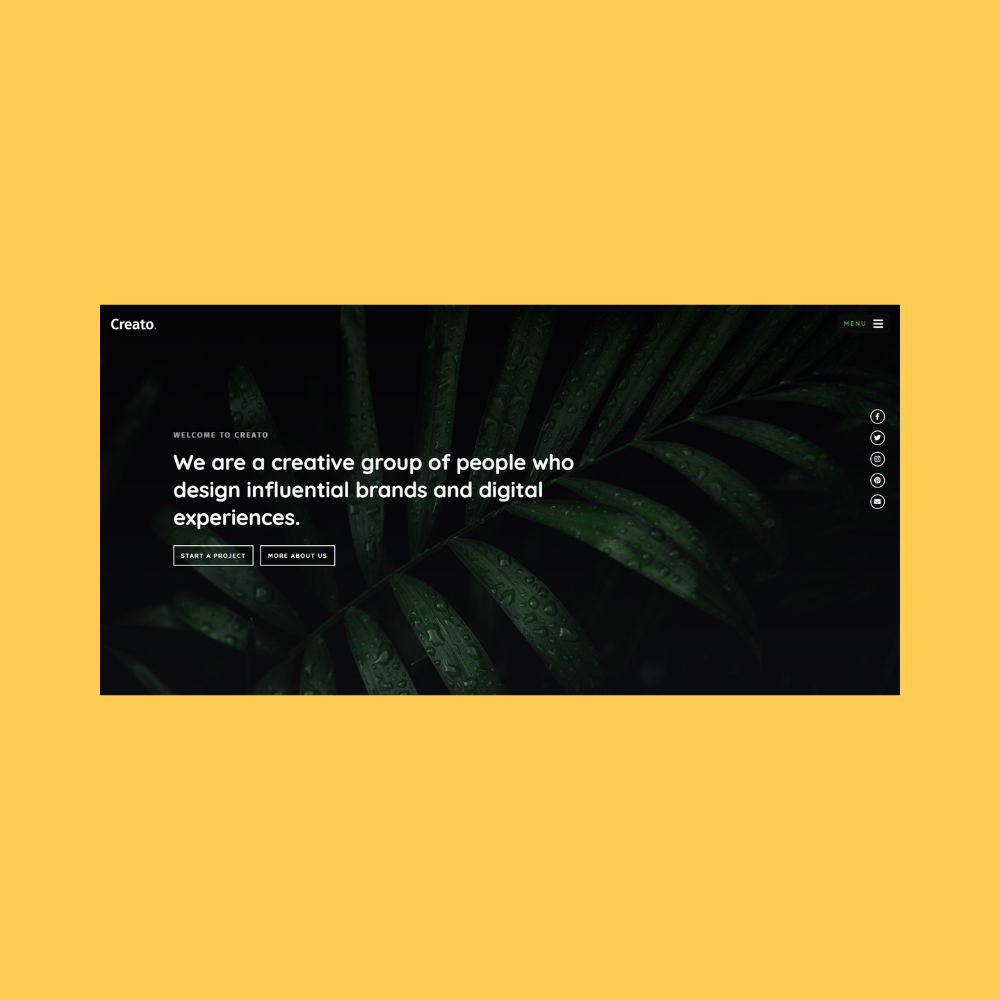 Creato.
MENU
WELCOME TO CREATO
We are a creative group of people who
design influential brands and digital
experiences.
START A PROJECT
MORE ABOUT US